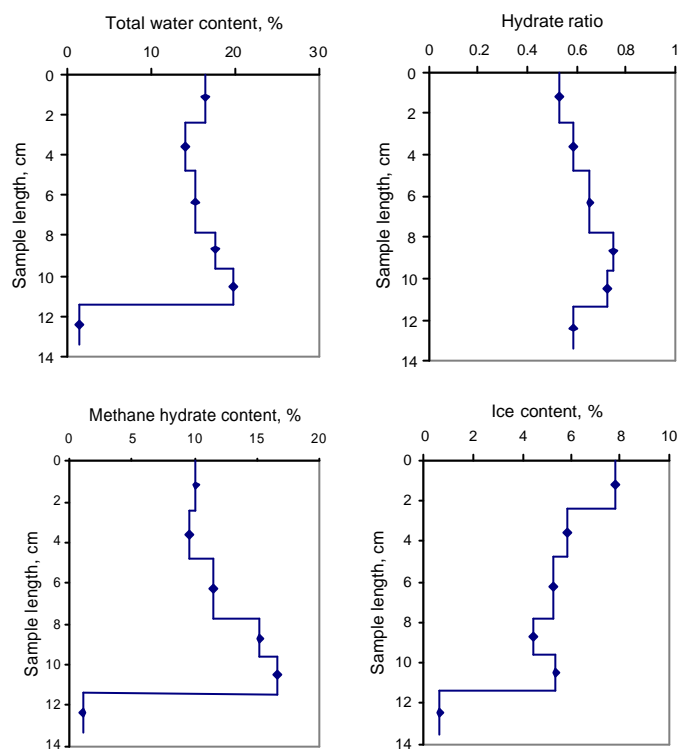 Total water content, %
0 10 20 30
Sample length, cm
0
2
4
6
8
10
12
14
Hydrate ratio
0 0.2 0.4 0.6 0.8 1
Sample length, cm
0
2
4
6
8
10
12
14
Methane hydrate content, %
0 5 10 15 20
Sample length, cm
0
2
4
6
8
10
12
14
Ice content, %
0 2 4 6 8 10
Sample length, cm
0
2
4
6
8
10
12
14